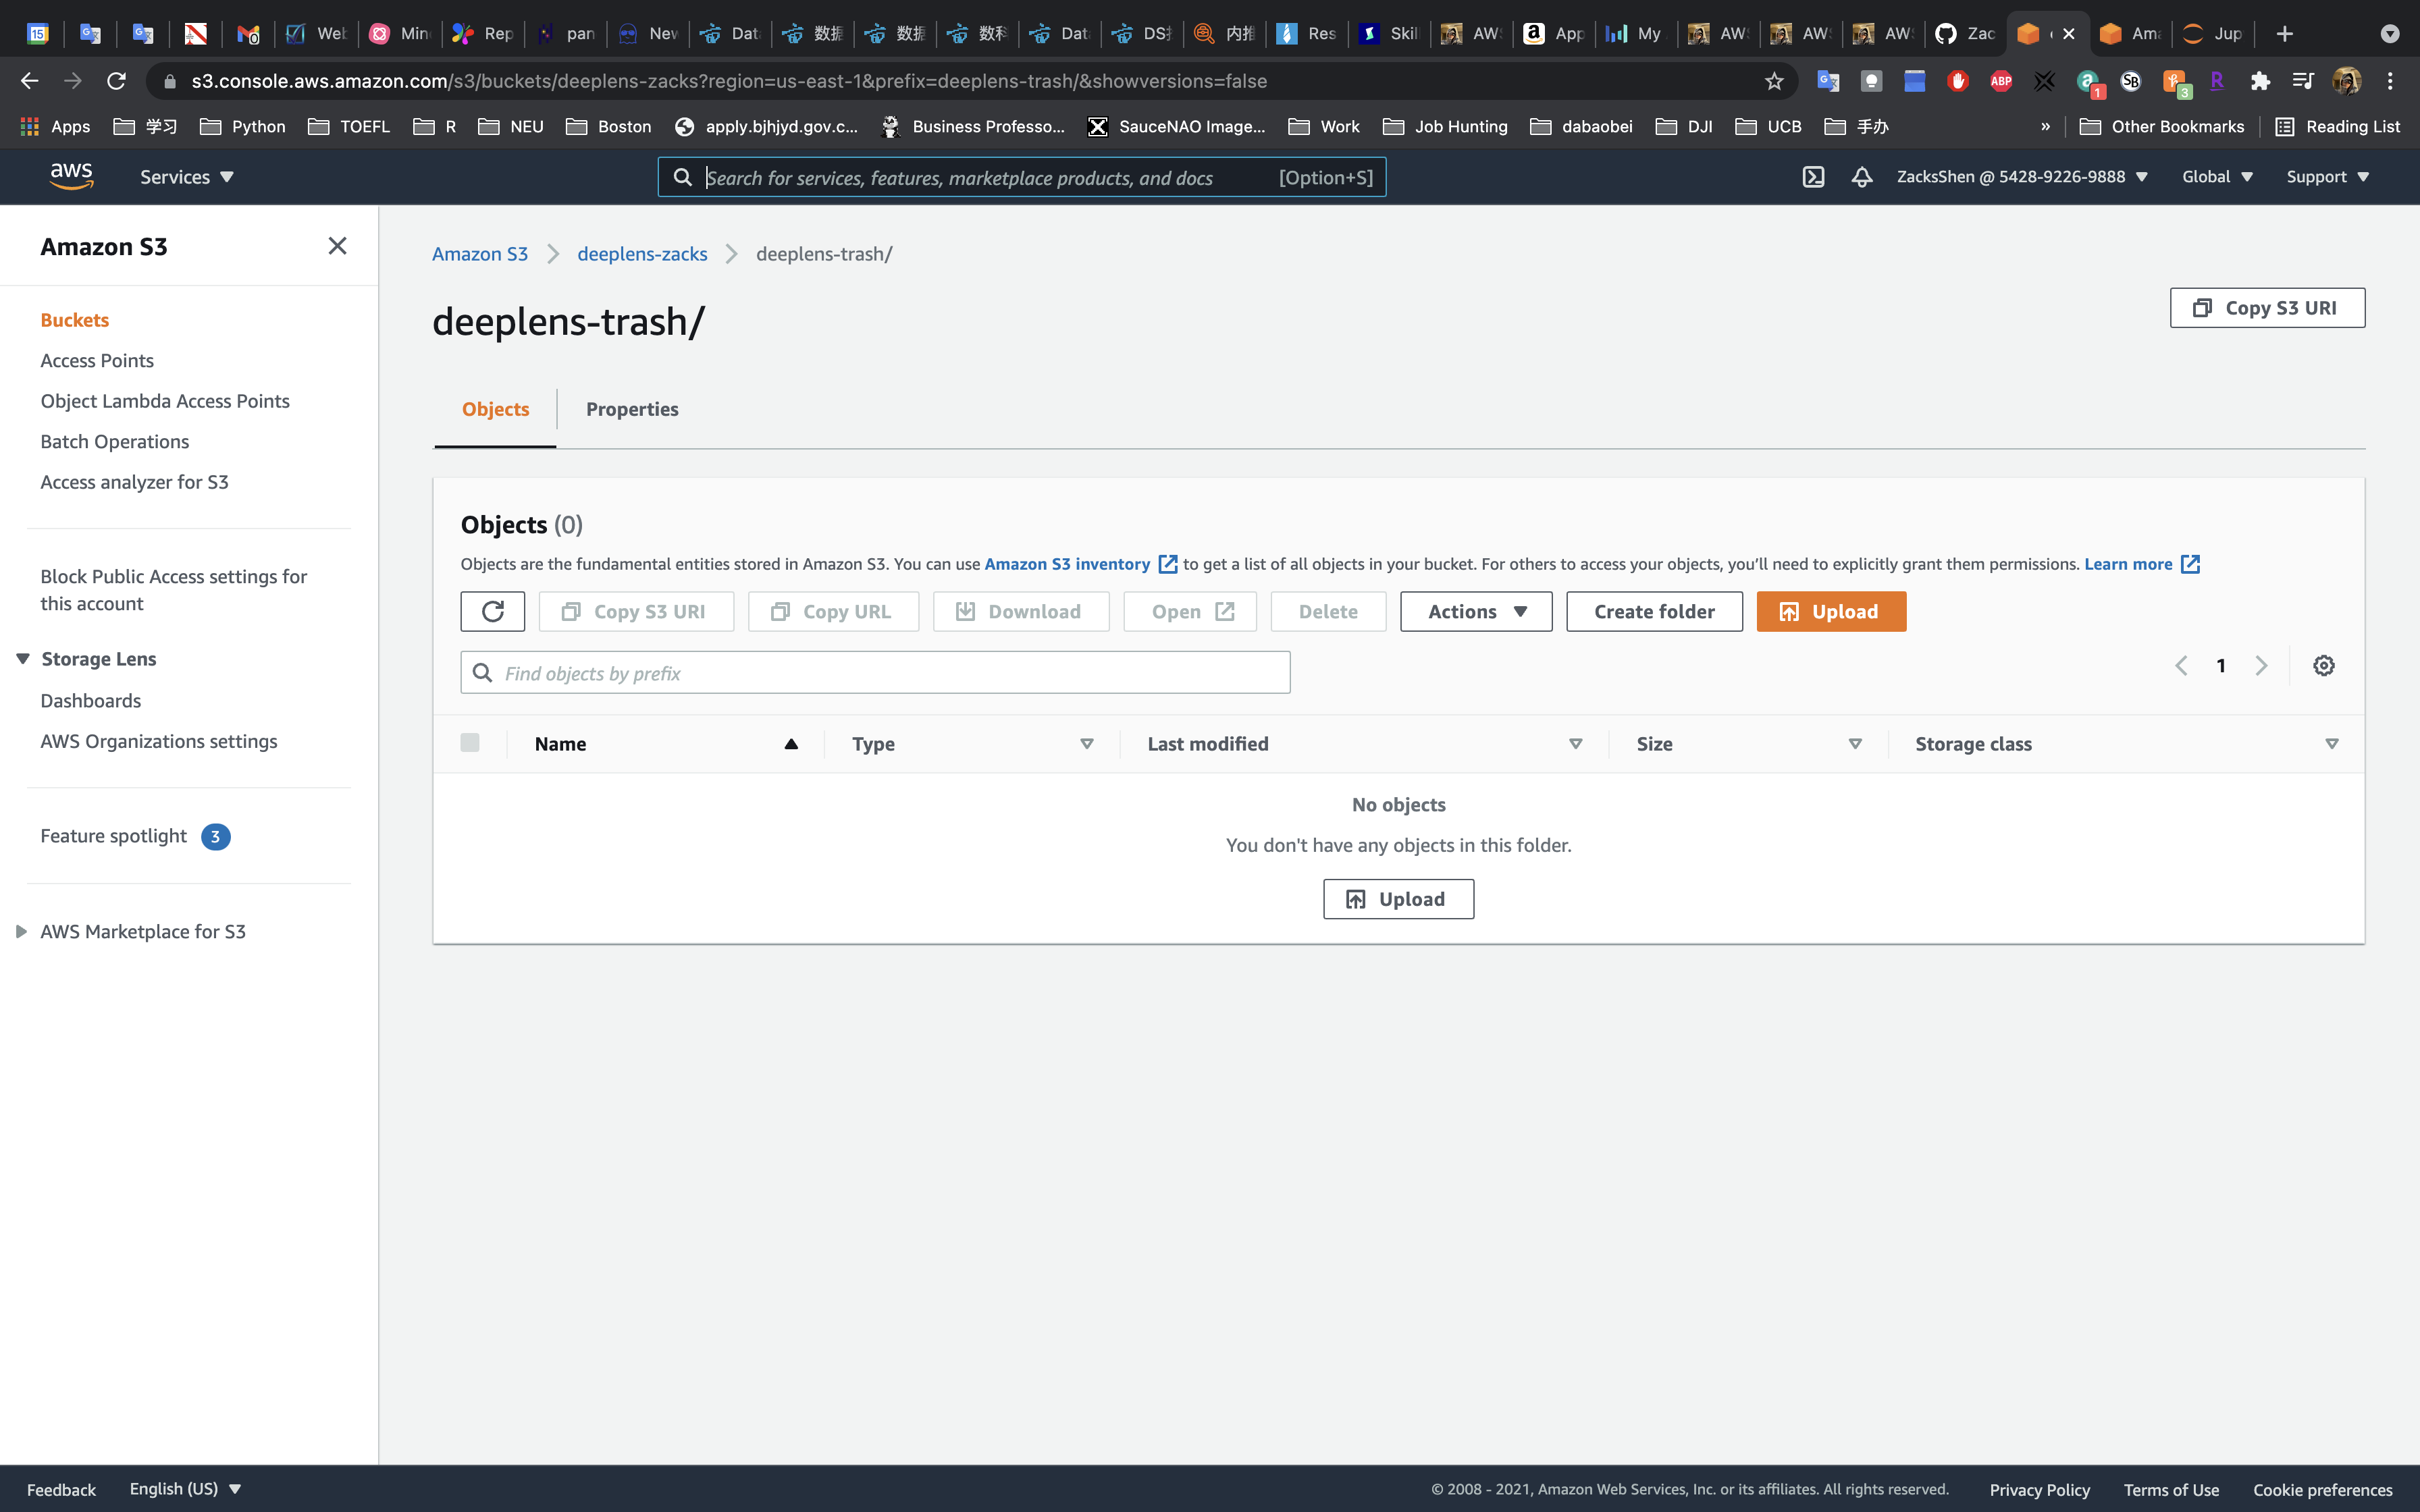 15 Web Min Rep pan New Data 数据 数据 数科 Data DS 内推 Res Skil AWS App My AWS AWS AWS Zac Ama Jup
s3.console.aws.amazon.com/s3/buckets/deeplens-zacks?region=us-east-1&prefix=deeplens-trash/&showversions=false ABP 1 SB 3 R
Apps 学习 Python TOEFL R NEU Boston apply.bjhjyd.gov.c... Business Professo... SauceNAO Image... Work Job Hunting dabaobei DJI UCB 手办 » Other Bookmarks Reading List
aws Services Search for services, features, marketplace products, and docs [Option+S] ZacksShen @ 5428-9226-9888 Global Support
Amazon S3
Buckets
Access Points
Object Lambda Access Points
Batch Operations
Access analyzer for S3
Block Public Access settings for
this account
Storage Lens
Dashboards
AWS Organizations settings
Feature spotlight 3
AWS Marketplace for S3
Amazon S3 deeplens-zacks deeplens-trash/
deeplens-trash/
Copy S3 URI
Objects Properties
Objects (0)
Objects are the fundamental entities stored in Amazon S3. You can use Amazon S3 inventory to get a list of all objects in your bucket. For others to access your objects, you'll need to explicitly grant them permissions. Learn more
Copy S3 URI Copy URL Download Open Delete Actions Create folder Upload
Find objects by prefix 1
Name Type Last modified Size Storage class
No objects
You don't have any objects in this folder.
Upload
Feedback English (US) © 2008 - 2021, Amazon Web Services, Inc. or its affiliates. All rights reserved. Privacy Policy Terms of Use Cookie preferences